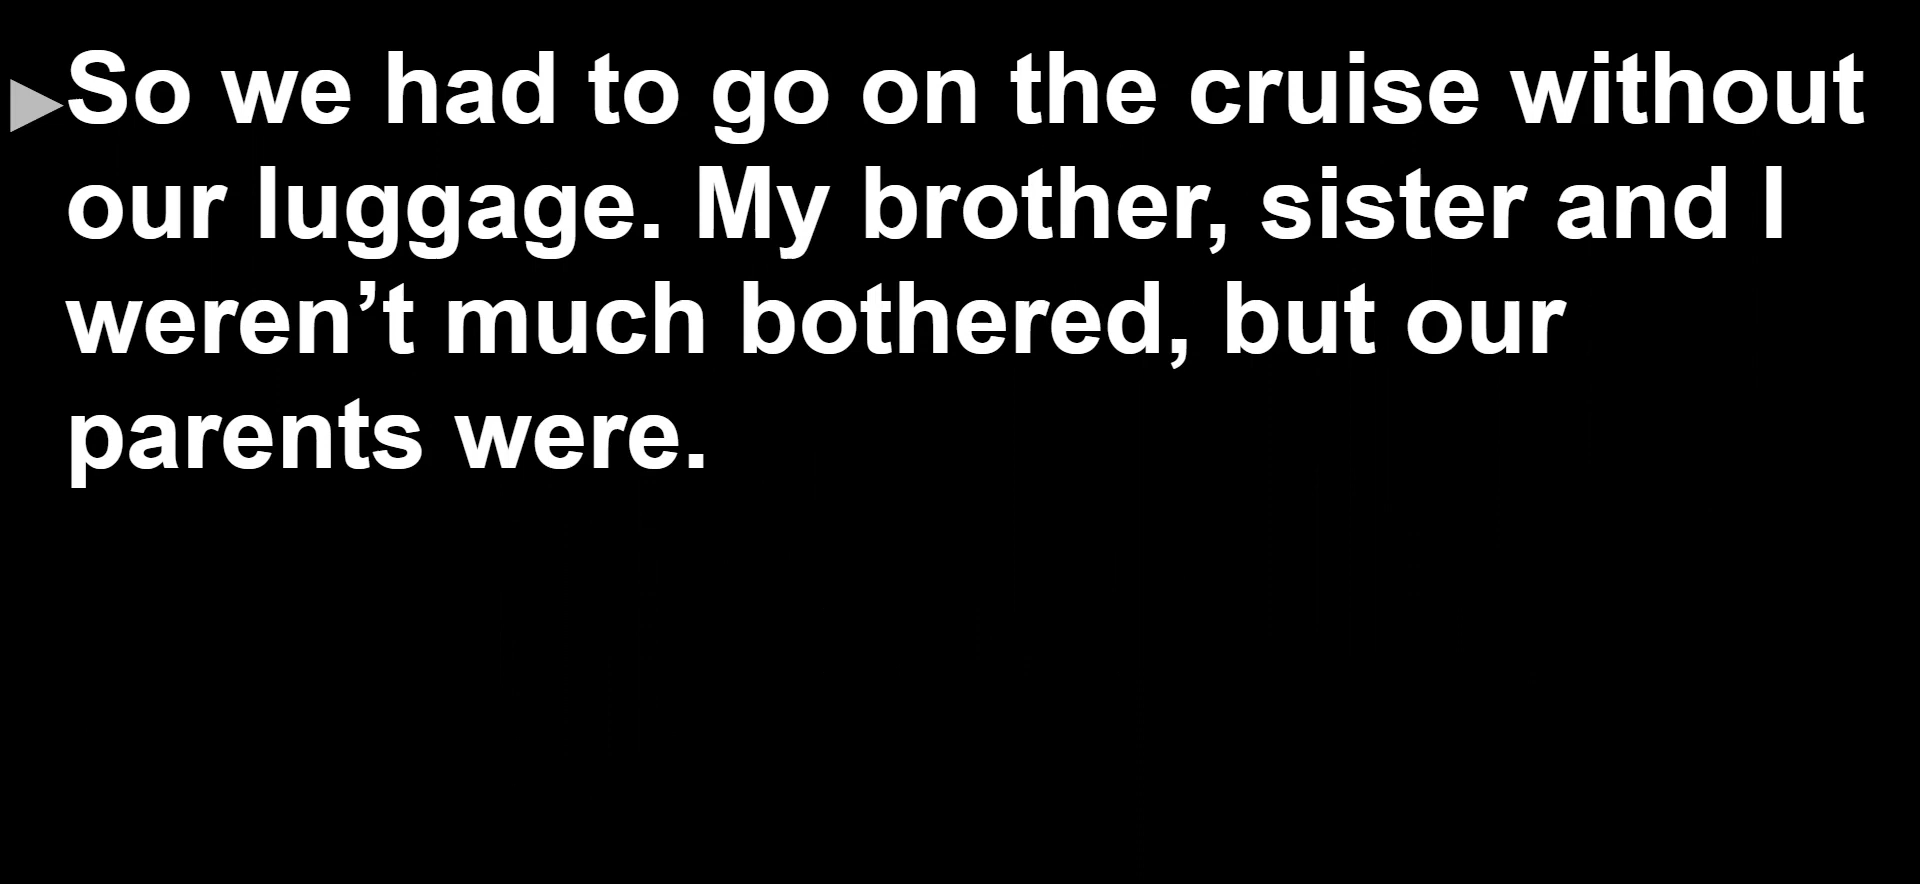 So we had to go on the cruise without
our luggage. My brother, sister and I
weren’t much bothered, but our
parents were.